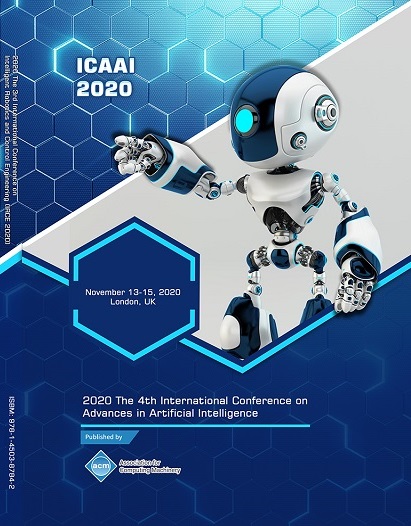 ICAAI
2020
2020 The 3rd International Conference on
Intelligent Robotics and Control Engineering (IRCE 2020)
November 13-15, 2020
London, UK
2020 The 4th International Conference on
Advances in Artificial Intelligence
Published by
acm
Association for
Computing Machinery
ISBM: 978-1-4503-8784-2